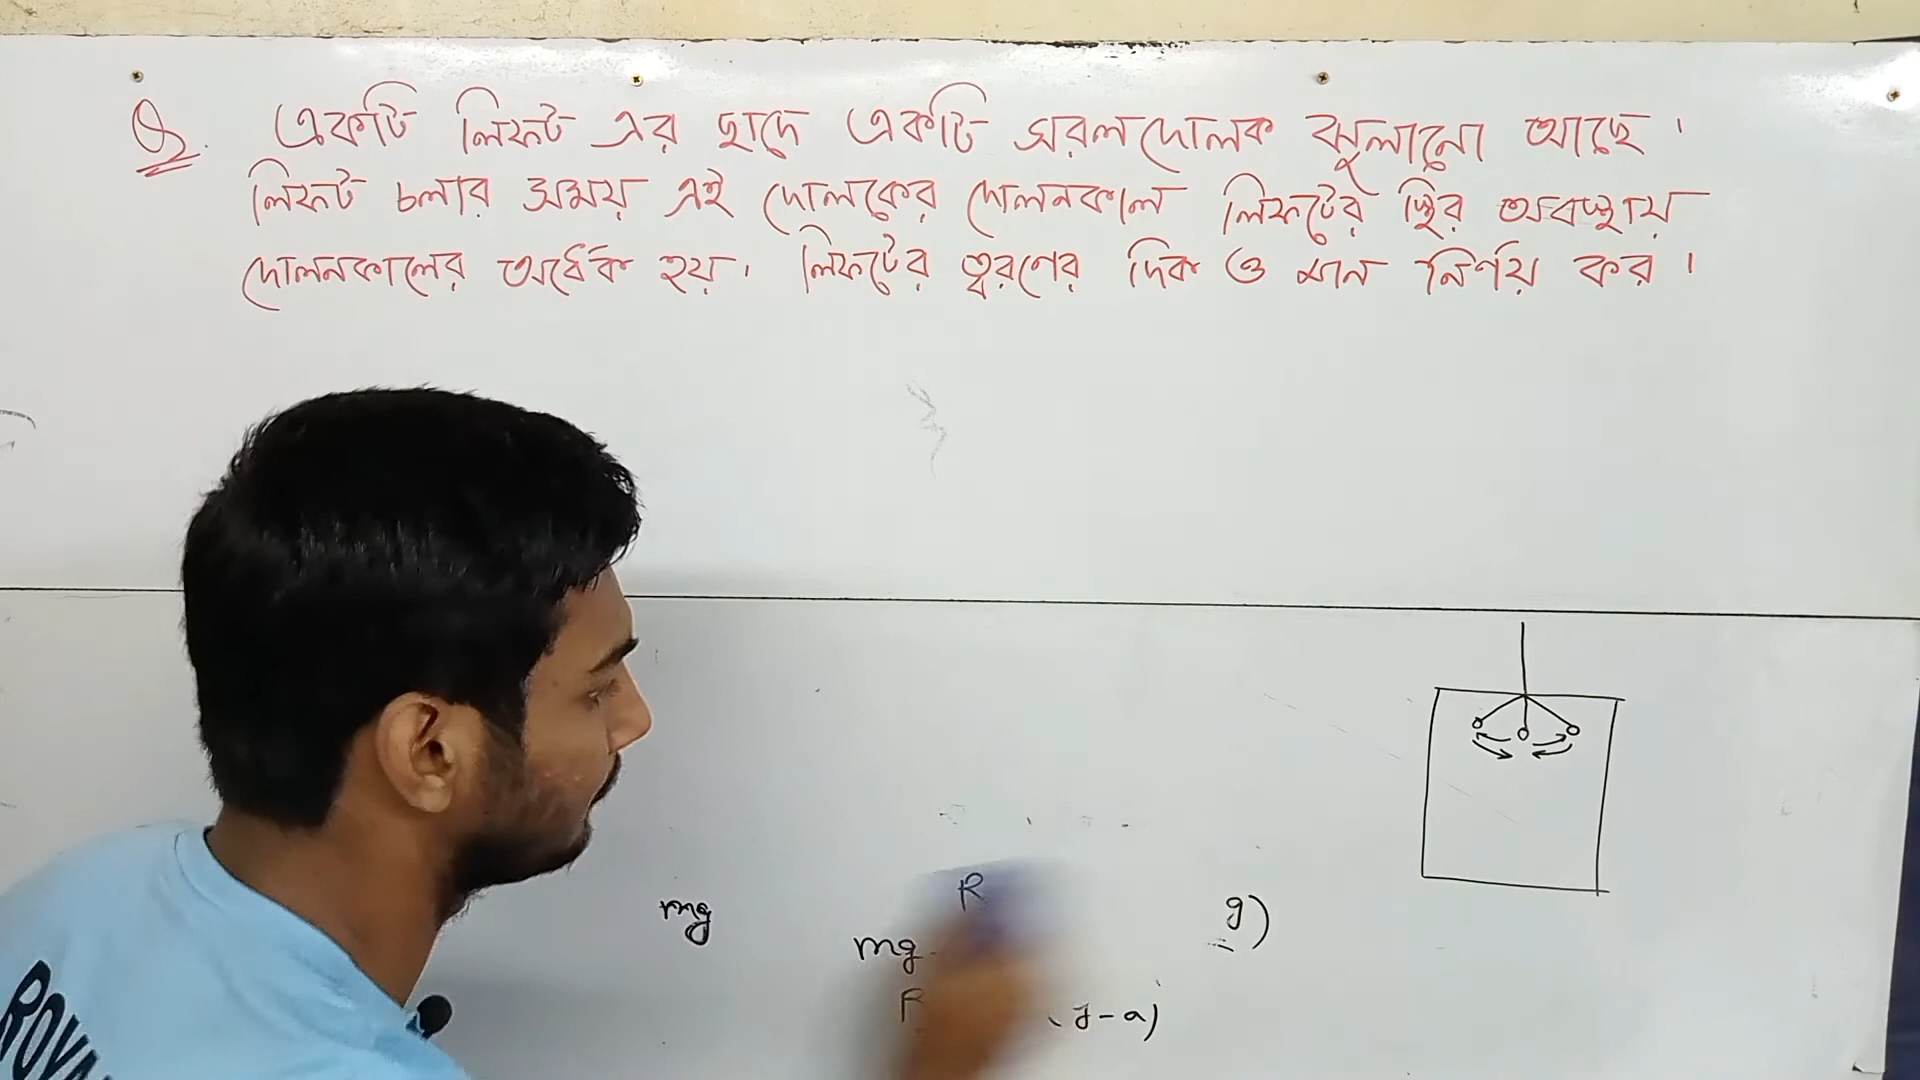 Q. একটি লিফট এর ছাদে একটি সরলদোলক ঝুলানো আছে।
লিফট চলার সময় এই দোলকের দোলনকাল লিফটের স্থির অবস্থায়
দোলনকালের অর্ধেক হয়। লিফটের ত্বরণের দিক ও মান নির্ণয় কর।
R
mg
g)
mg
g-a)
ROYA